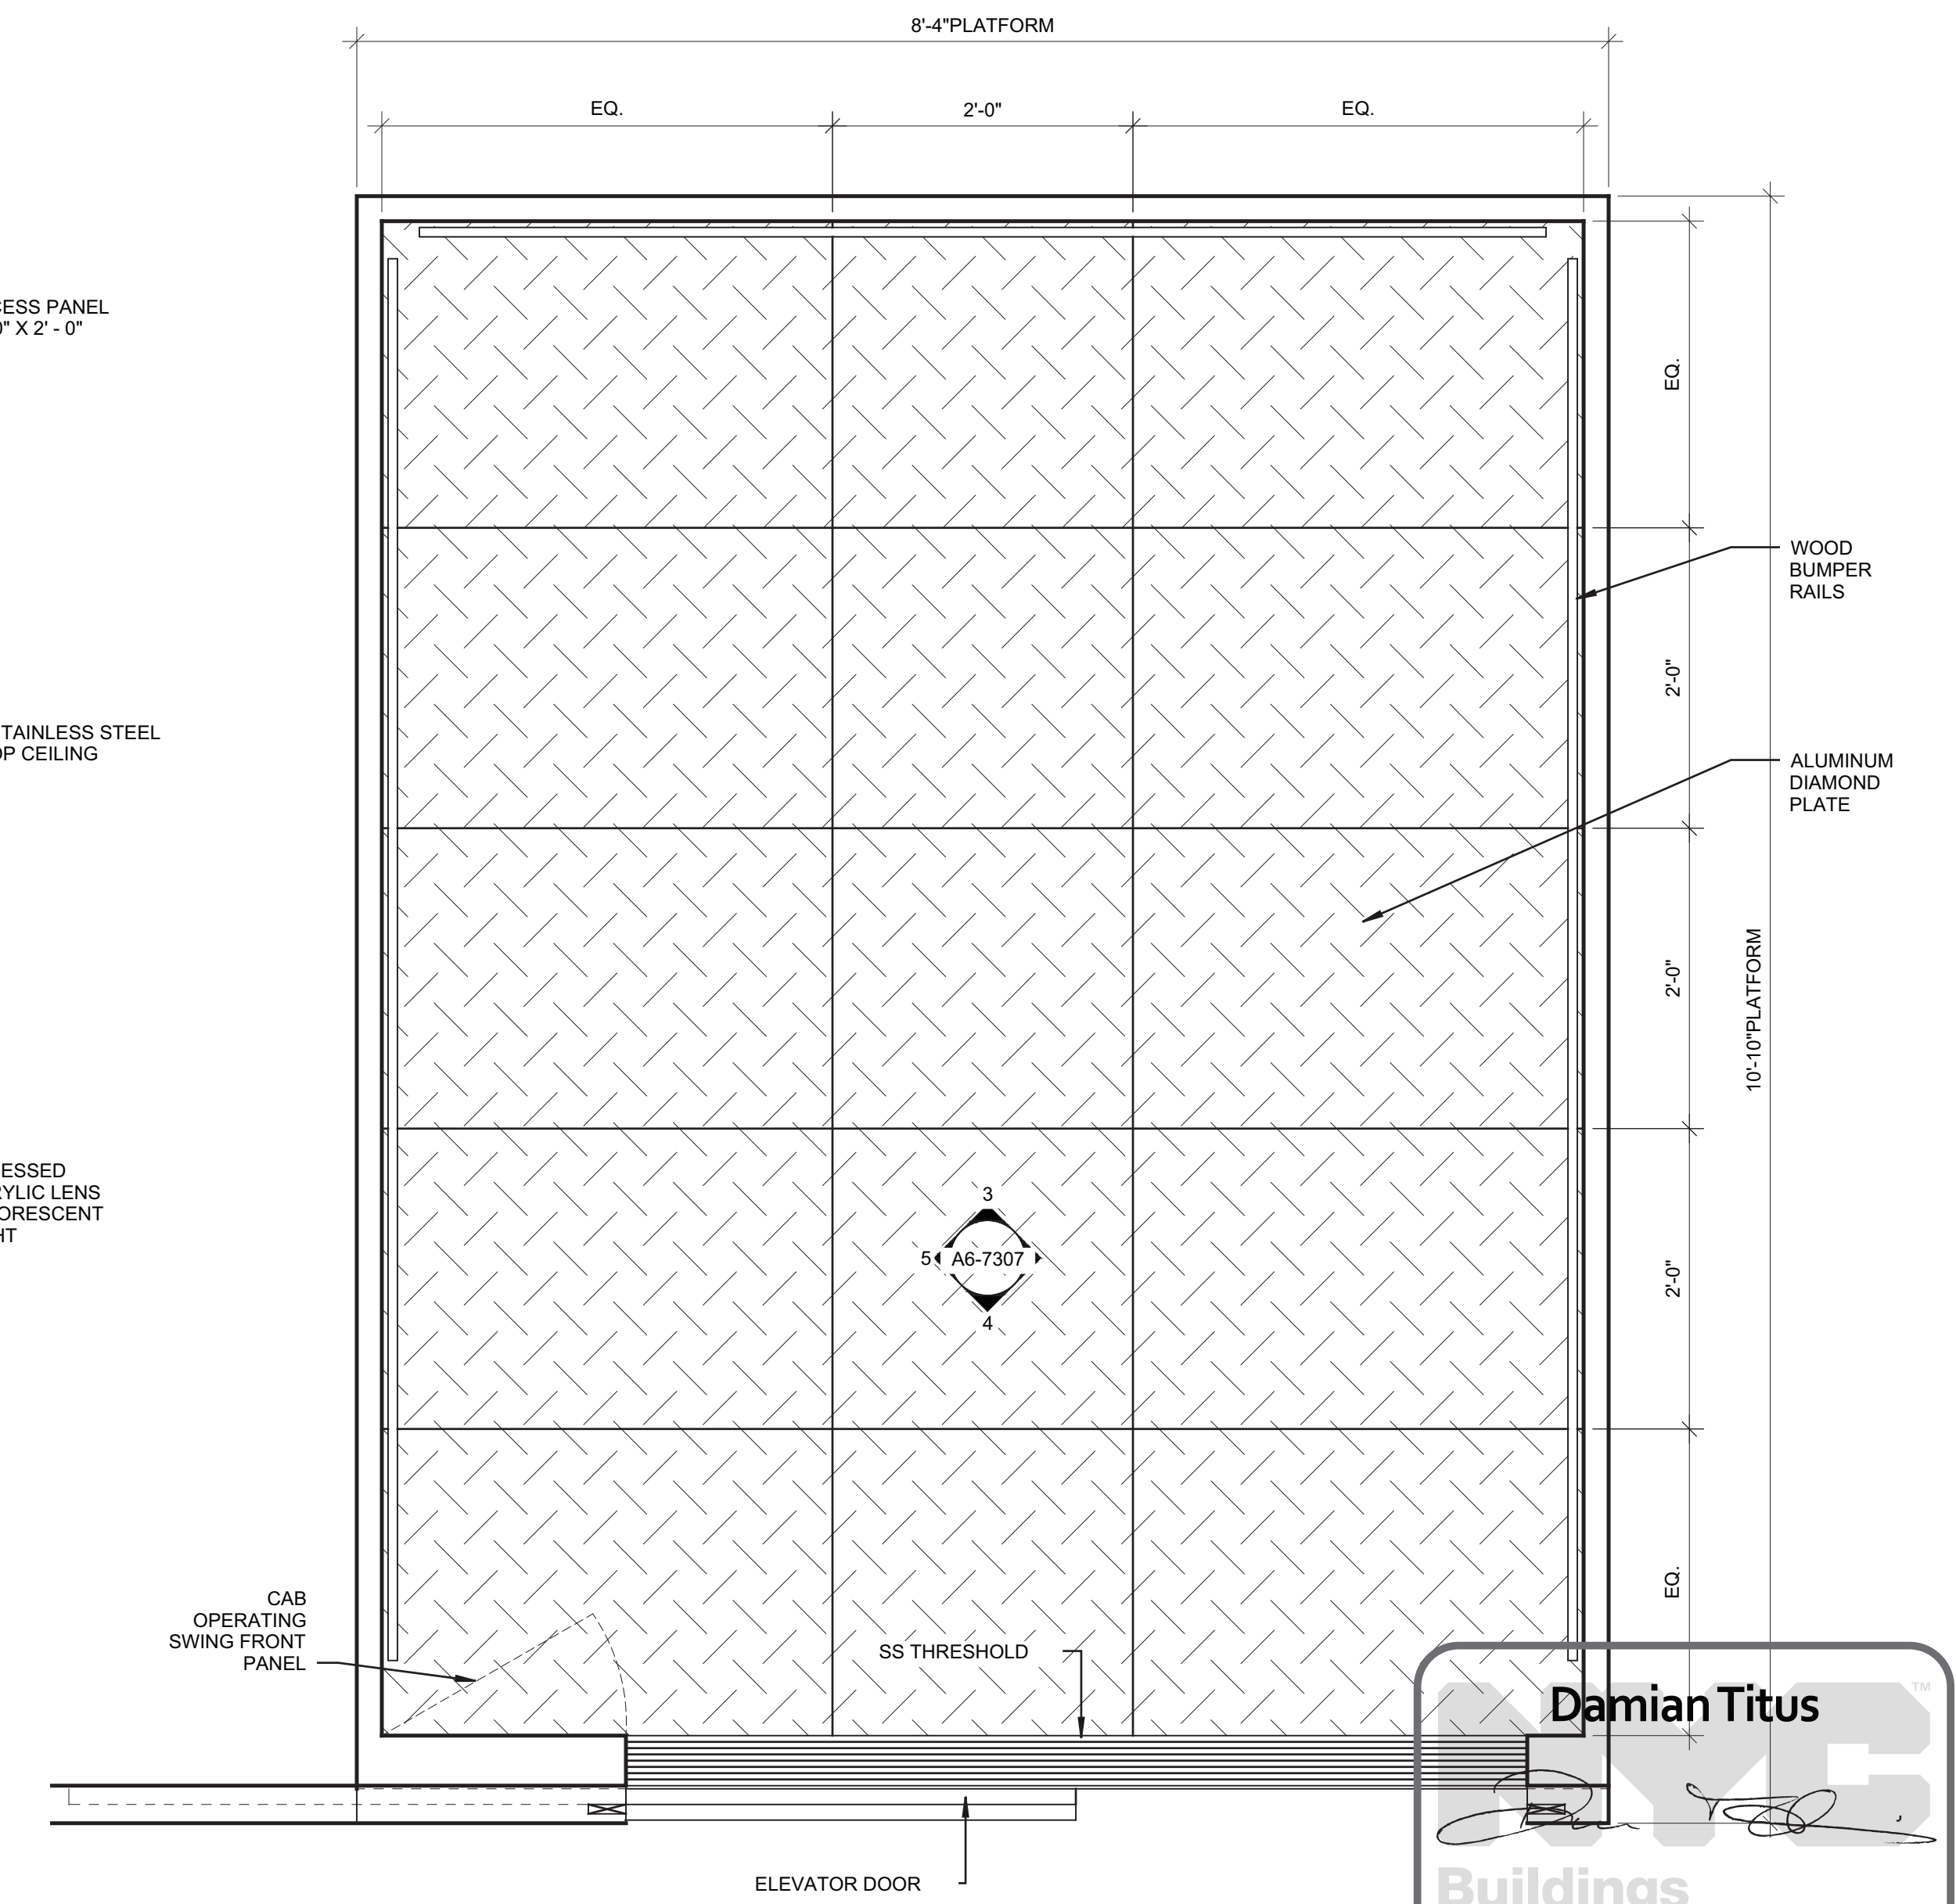 8'-4"PLATFORM
EQ.
2'-0"
EQ.
CESS PANEL
0" X 2' - 0"
TAINLESS STEEL
OP CEILING
ESSED
RYLIC LENS
ORESCENT
HT
EQ.
2'-0"
2'-0"
2'-0"
EQ.
10'-10"PLATFORM
WOOD
BUMPER
RAILS
ALUMINUM
DIAMOND
PLATE
3
5
A6-7307
4
CAB
OPERATING
SWING FRONT
PANEL
SS THRESHOLD
ELEVATOR DOOR
Damian Titus
NYC
TM
Buildings